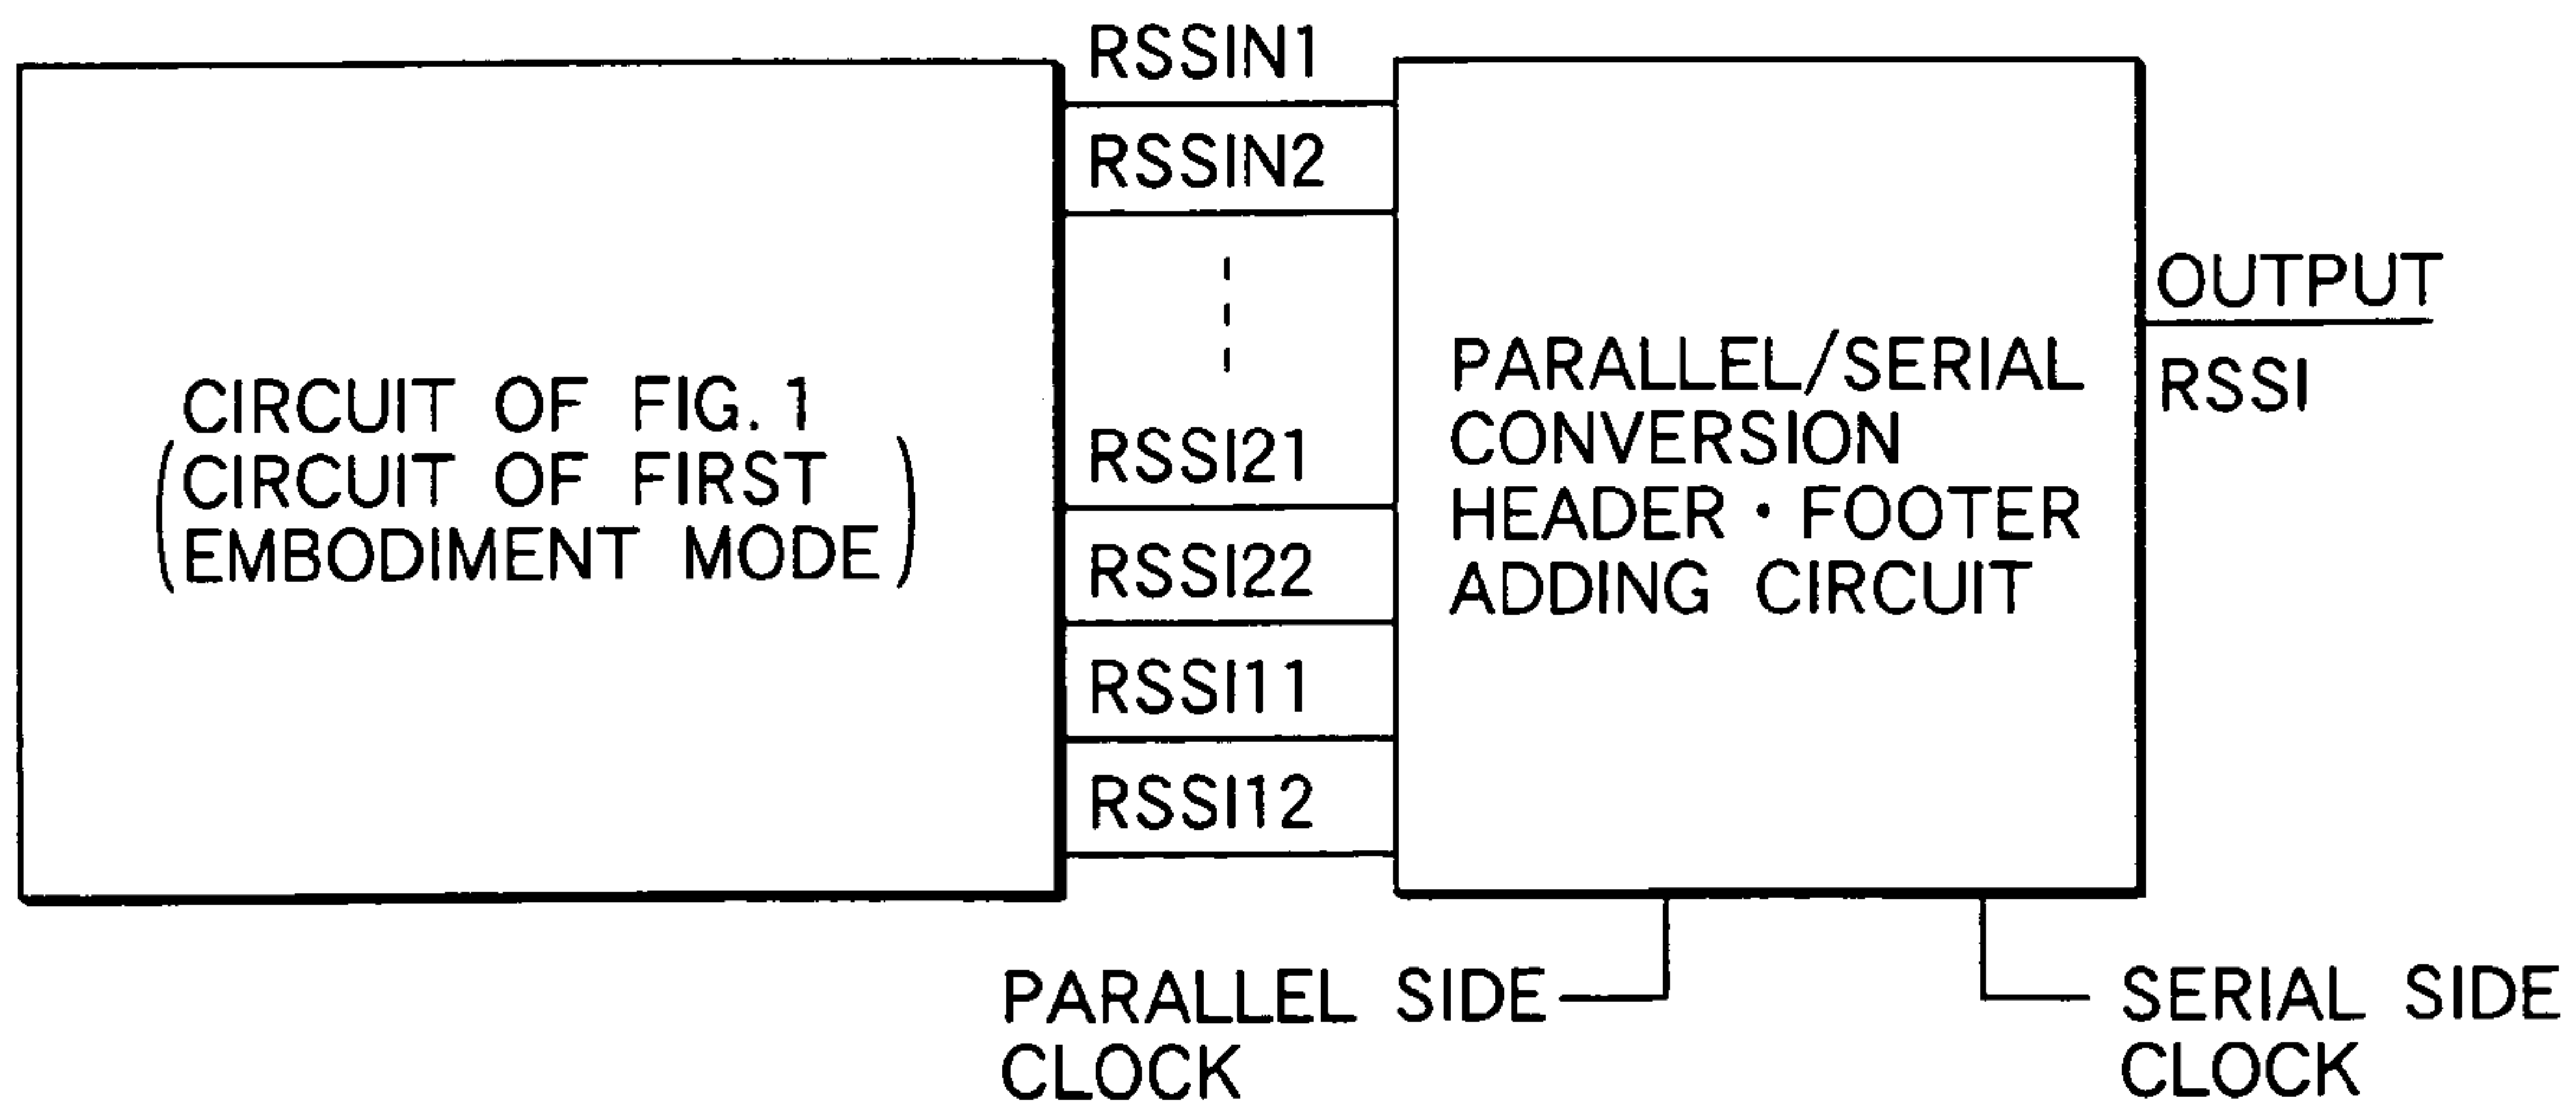 RSSIN1
RSSIN2
RSSI21
RSSI22
RSSI11
RSSI12
CIRCUIT OF FIG. 1
(CIRCUIT OF FIRST
EMBODIMENT MODE)
PARALLEL/SERIAL
CONVERSION
HEADER・FOOTER
ADDING CIRCUIT
OUTPUT
RSSI
PARALLEL SIDE
CLOCK
SERIAL SIDE
CLOCK